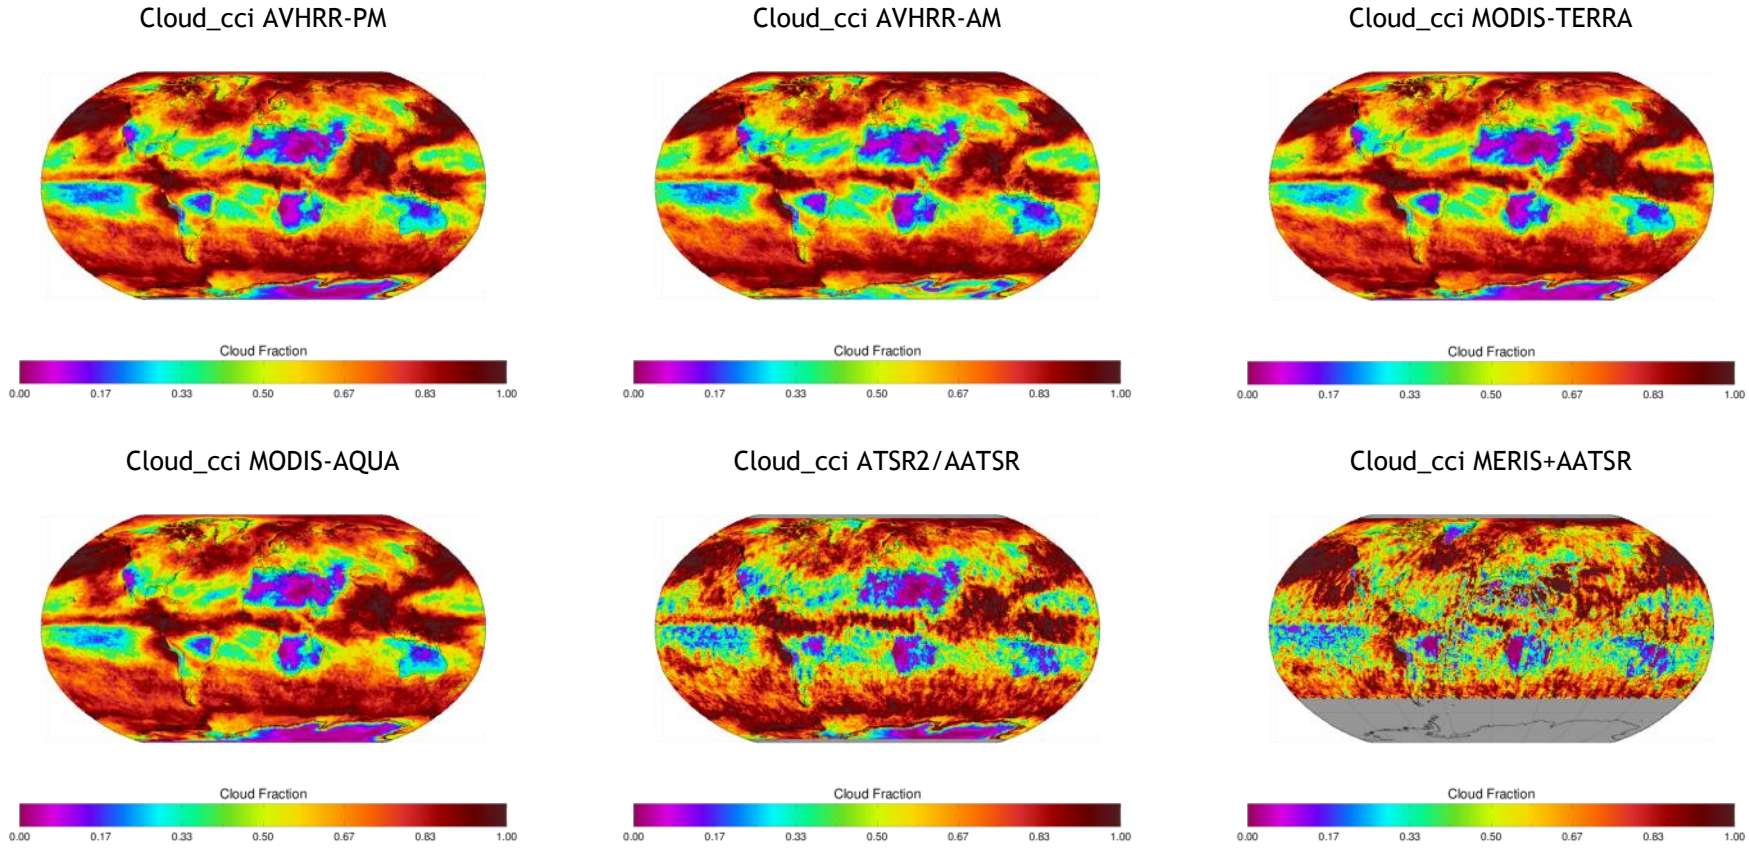 Cloud_cci AVHRR-PM
Cloud_cci AVHRR-AM
Cloud_cci MODIS-TERRA
Cloud Fraction
0.00 0.17 0.33 0.50 0.67 0.83 1.00
Cloud Fraction
0.00 0.17 0.33 0.50 0.67 0.83 1.00
Cloud Fraction
0.00 0.17 0.33 0.50 0.67 0.83 1.00
Cloud_cci MODIS-AQUA
Cloud_cci ATSR2/AATSR
Cloud_cci MERIS+AATSR
Cloud Fraction
0.00 0.17 0.33 0.50 0.67 0.83 1.00
Cloud Fraction
0.00 0.17 0.33 0.50 0.67 0.83 1.00
Cloud Fraction
0.00 0.17 0.33 0.50 0.67 0.83 1.00